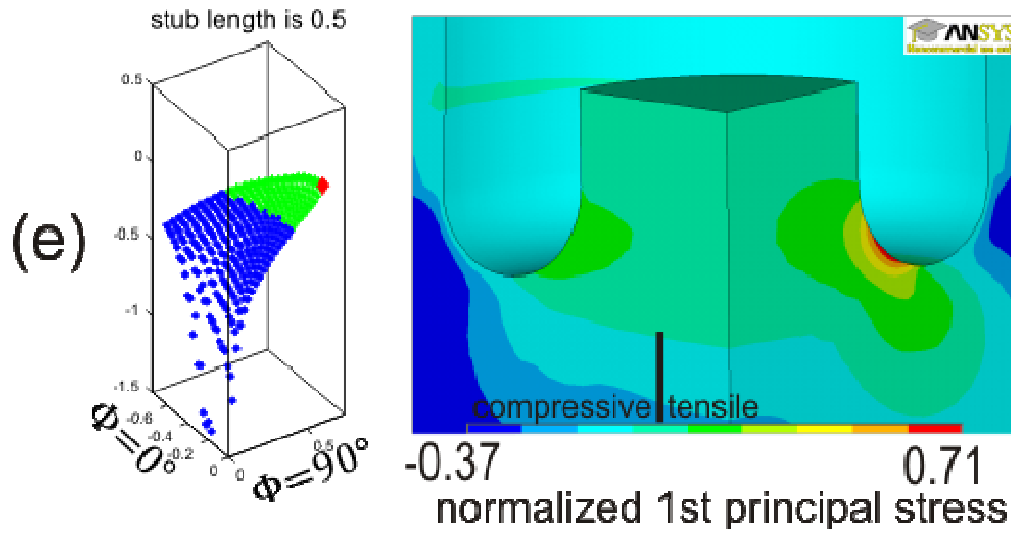 stub length is 0.5
(e)
0.5
0
-0.5
-1
-1.5
-0.6
-0.4
-0.2
0
0
0.5
Φ=0°
Φ=90°
ANSYS
compressive tensile
-0.37
0.71
normalized 1st principal stress